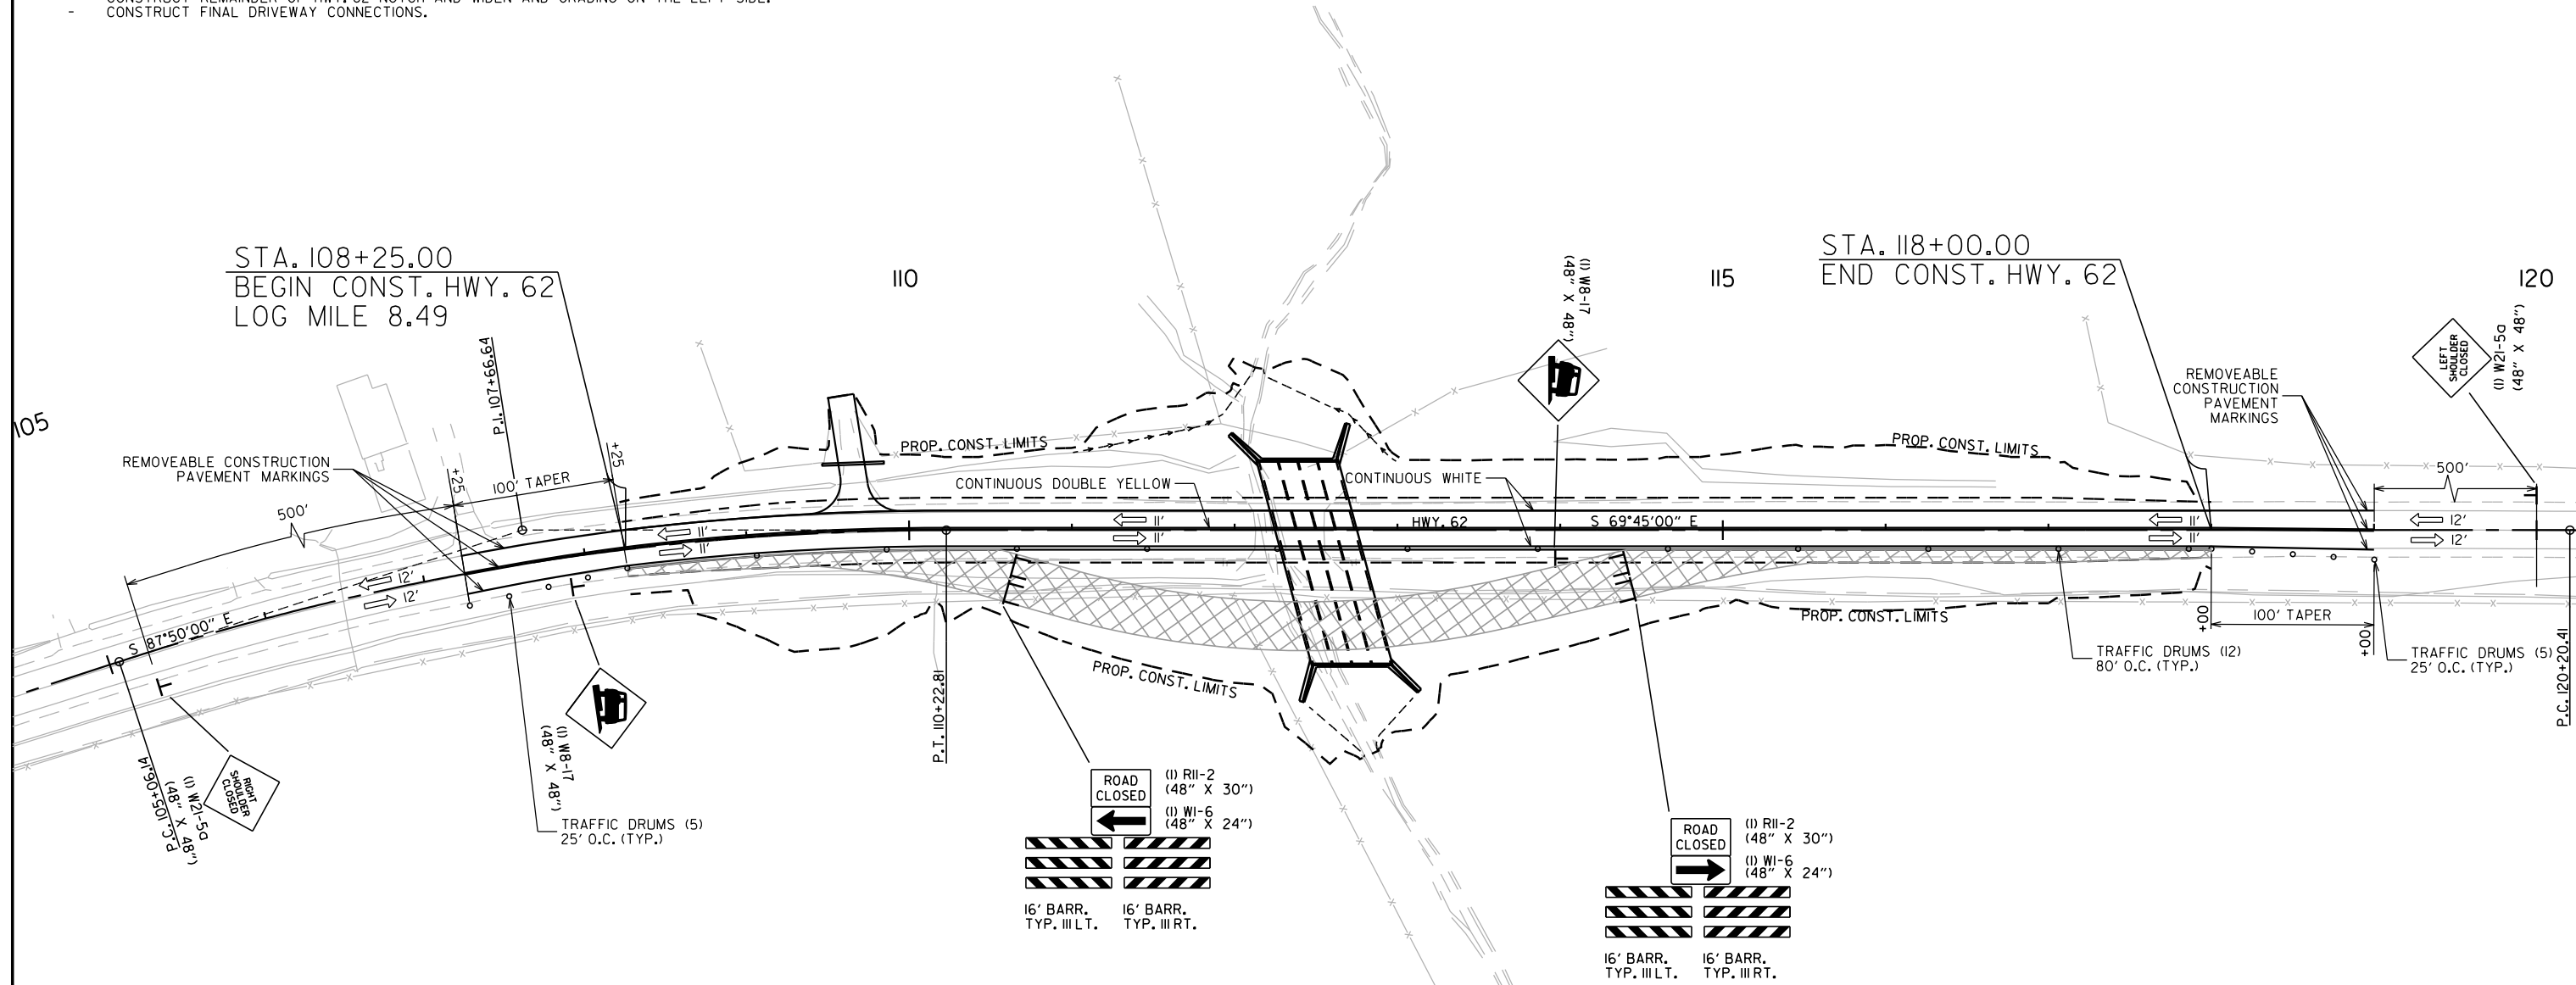 - CONSTRUCT FINAL DRIVEWAY CONNECTIONS.
STA. 108+25.00
BEGIN CONST. HWY. 62
LOG MILE 8.49
105
110
115
120
STA. 118+00.00
END CONST. HWY. 62
P.I. 107+66.64
+25
+25
100' TAPER
500'
REMOVEABLE CONSTRUCTION
PAVEMENT MARKINGS
PROP. CONST. LIMITS
CONTINUOUS DOUBLE YELLOW
CONTINUOUS WHITE
(1) W8-17
(48" X 48")
PROP. CONST. LIMITS
REMOVEABLE
CONSTRUCTION
PAVEMENT
MARKINGS
LEFT
SHOULDER
CLOSED
(1) W21-5a
(48" X 48")
500'
11'
11'
11'
11'
HWY. 62
S 69°45'00" E
11'
11'
12'
12'
12'
12'
S 87°50'00" E
P.C. 105+06.14
(1) W21-5a
(48" X 48")
RIGHT
SHOULDER
CLOSED
(1) W8-17
(48" X 48")
TRAFFIC DRUMS (5)
25' O.C. (TYP.)
P.T. 110+22.81
PROP. CONST. LIMITS
ROAD
CLOSED
(1) R11-2
(48" X 30")
(1) W1-6
(48" X 24")
16' BARR.
TYP. III LT.
16' BARR.
TYP. III RT.
ROAD
CLOSED
(1) R11-2
(48" X 30")
(1) W1-6
(48" X 24")
16' BARR.
TYP. III LT.
16' BARR.
TYP. III RT.
PROP. CONST. LIMITS
+00
100' TAPER
+00
TRAFFIC DRUMS (12)
80' O.C. (TYP.)
TRAFFIC DRUMS (5)
25' O.C. (TYP.)
P.C. 120+20.41